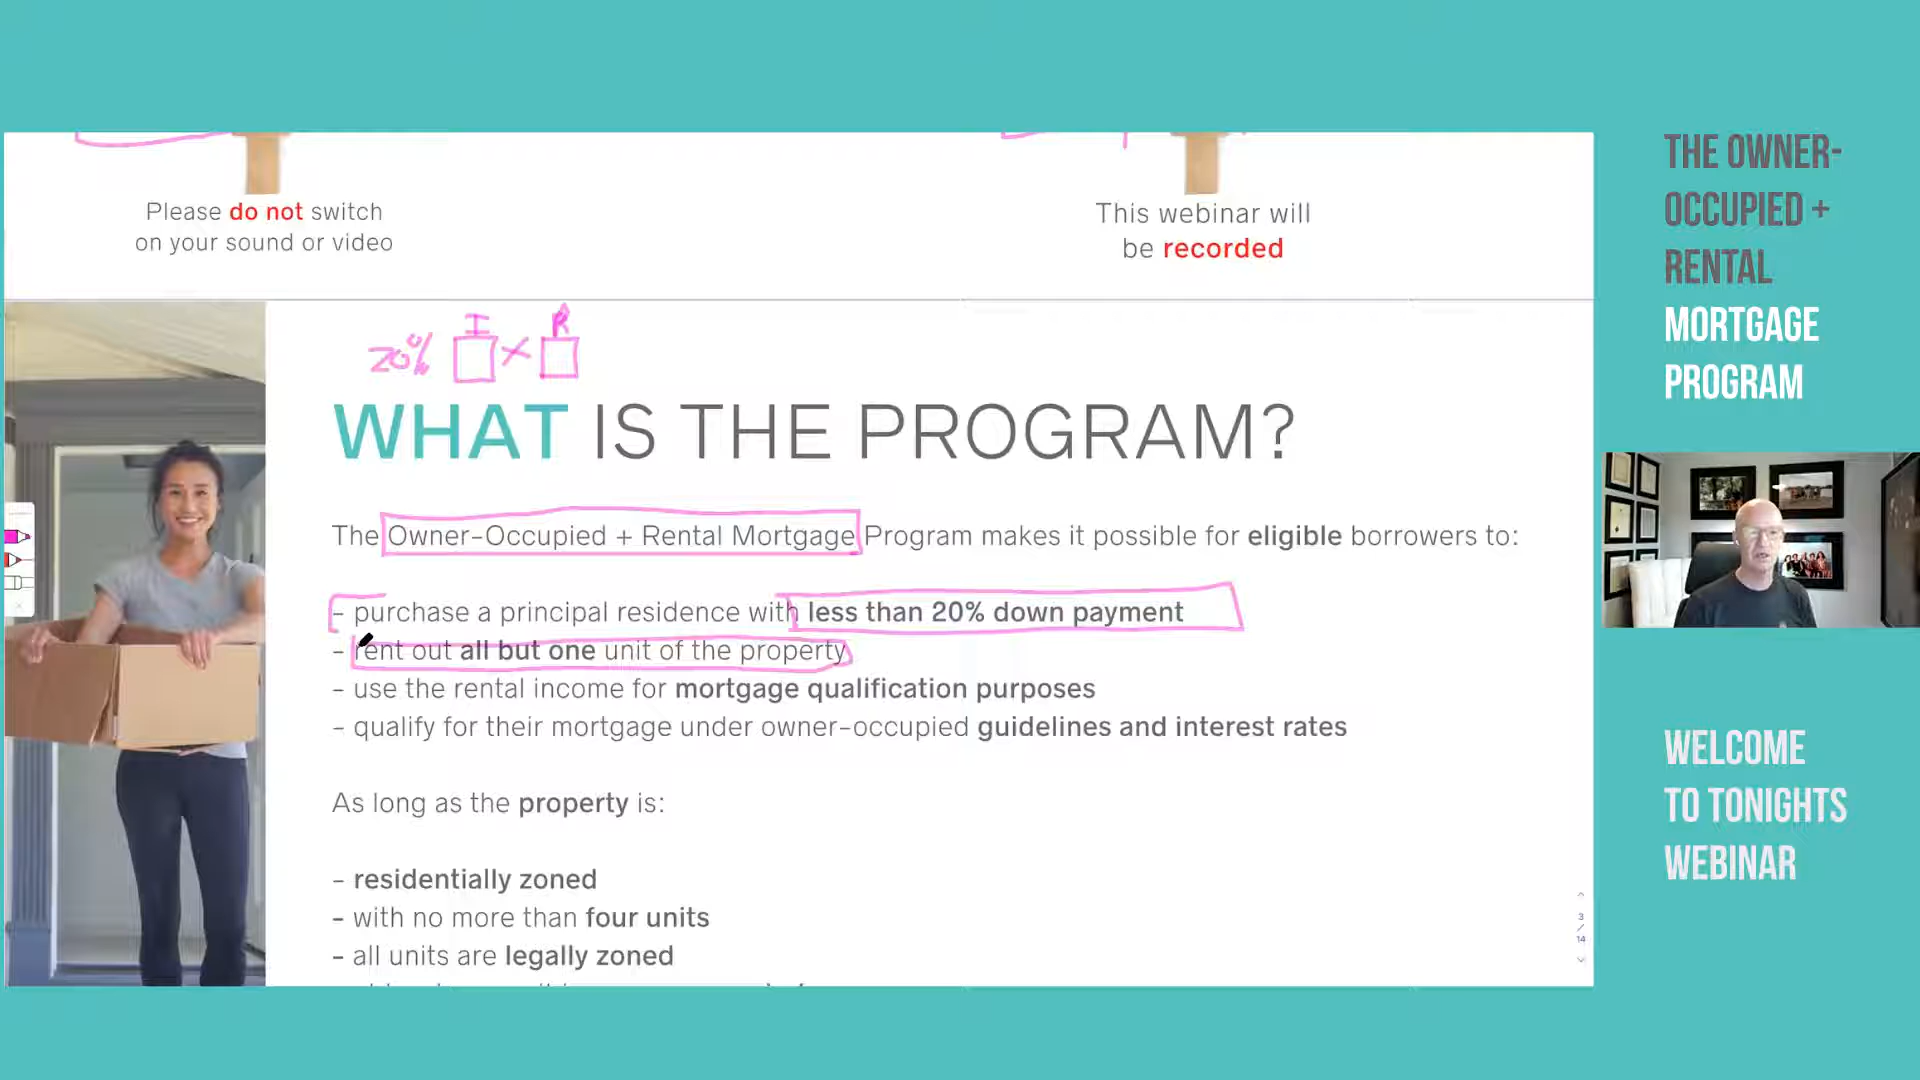 Please do not switch
on your sound or video
This webinar will
be recorded
20% I X R
WHAT IS THE PROGRAM?
The Owner-Occupied + Rental Mortgage Program makes it possible for eligible borrowers to:
- purchase a principal residence with less than 20% down payment
- rent out all but one unit of the property
- use the rental income for mortgage qualification purposes
- qualify for their mortgage under owner-occupied guidelines and interest rates
As long as the property is:
- residentially zoned
- with no more than four units
- all units are legally zoned
3
/
14
THE OWNER-
OCCUPIED +
RENTAL
MORTGAGE
PROGRAM
WELCOME
TO TONIGHTS
WEBINAR